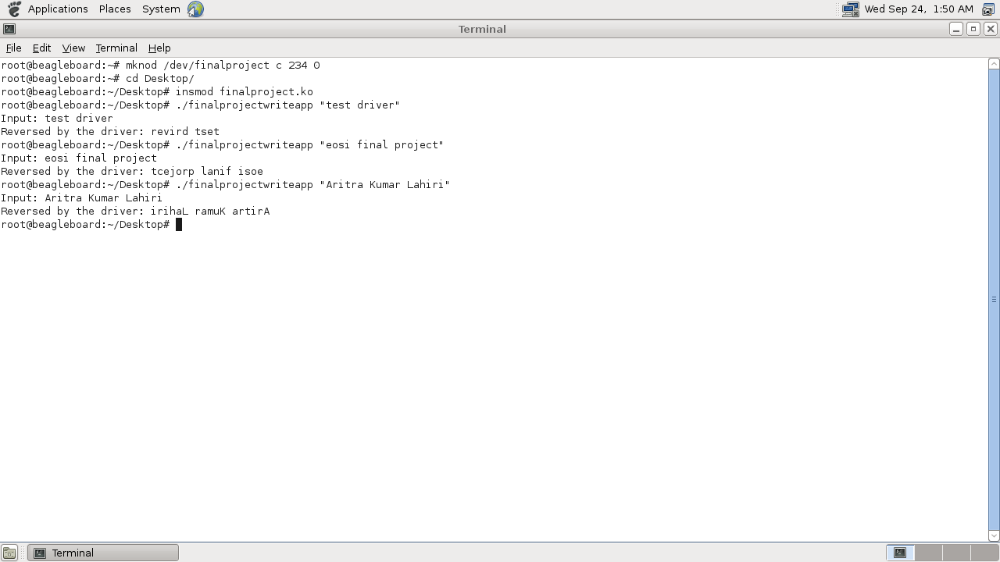 Applications Places System Wed Sep 24, 1:50 AM
Terminal
File Edit View Terminal Help
root@beagleboard:~# mknod /dev/finalproject c 234 0
root@beagleboard:~# cd Desktop/
root@beagleboard:~/Desktop# insmod finalproject.ko
root@beagleboard:~/Desktop# ./finalprojectwriteapp "test driver"
Input: test driver
Reversed by the driver: revird tset
root@beagleboard:~/Desktop# ./finalprojectwriteapp "eosi final project"
Input: eosi final project
Reversed by the driver: tcejorp lanif isoe
root@beagleboard:~/Desktop# ./finalprojectwriteapp "Aritra Kumar Lahiri"
Input: Aritra Kumar Lahiri
Reversed by the driver: irihaL ramuK artirA
root@beagleboard:~/Desktop#
Terminal